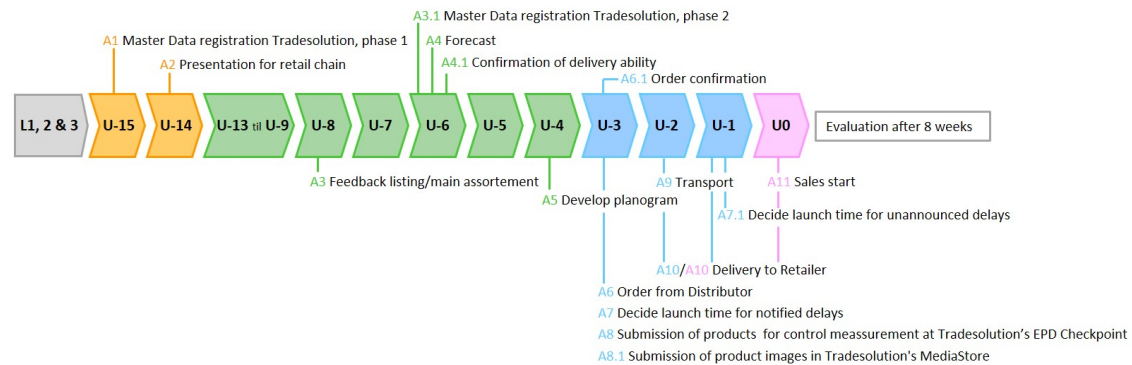 A3.1 Master Data registration Tradesolution, phase 2
A1 Master Data registration Tradesolution, phase 1
A4 Forecast
A2 Presentation for retail chain
A4.1 Confirmation of delivery ability
A6.1 Order confirmation
L1, 2 & 3
U-15
U-14
U-13 til U-9
U-8
U-7
U-6
U-5
U-4
U-3
U-2
U-1
U0
Evaluation after 8 weeks
A3 Feedback listing/main assortement
A9 Transport
A11 Sales start
A5 Develop planogram
A7.1 Decide launch time for unannounced delays
A10/A10 Delivery to Retailer
A6 Order from Distributor
A7 Decide launch time for notified delays
A8 Submission of products for control meassurement at Tradesolution’s EPD Checkpoint
A8.1 Submission of product images in Tradesolution's MediaStore